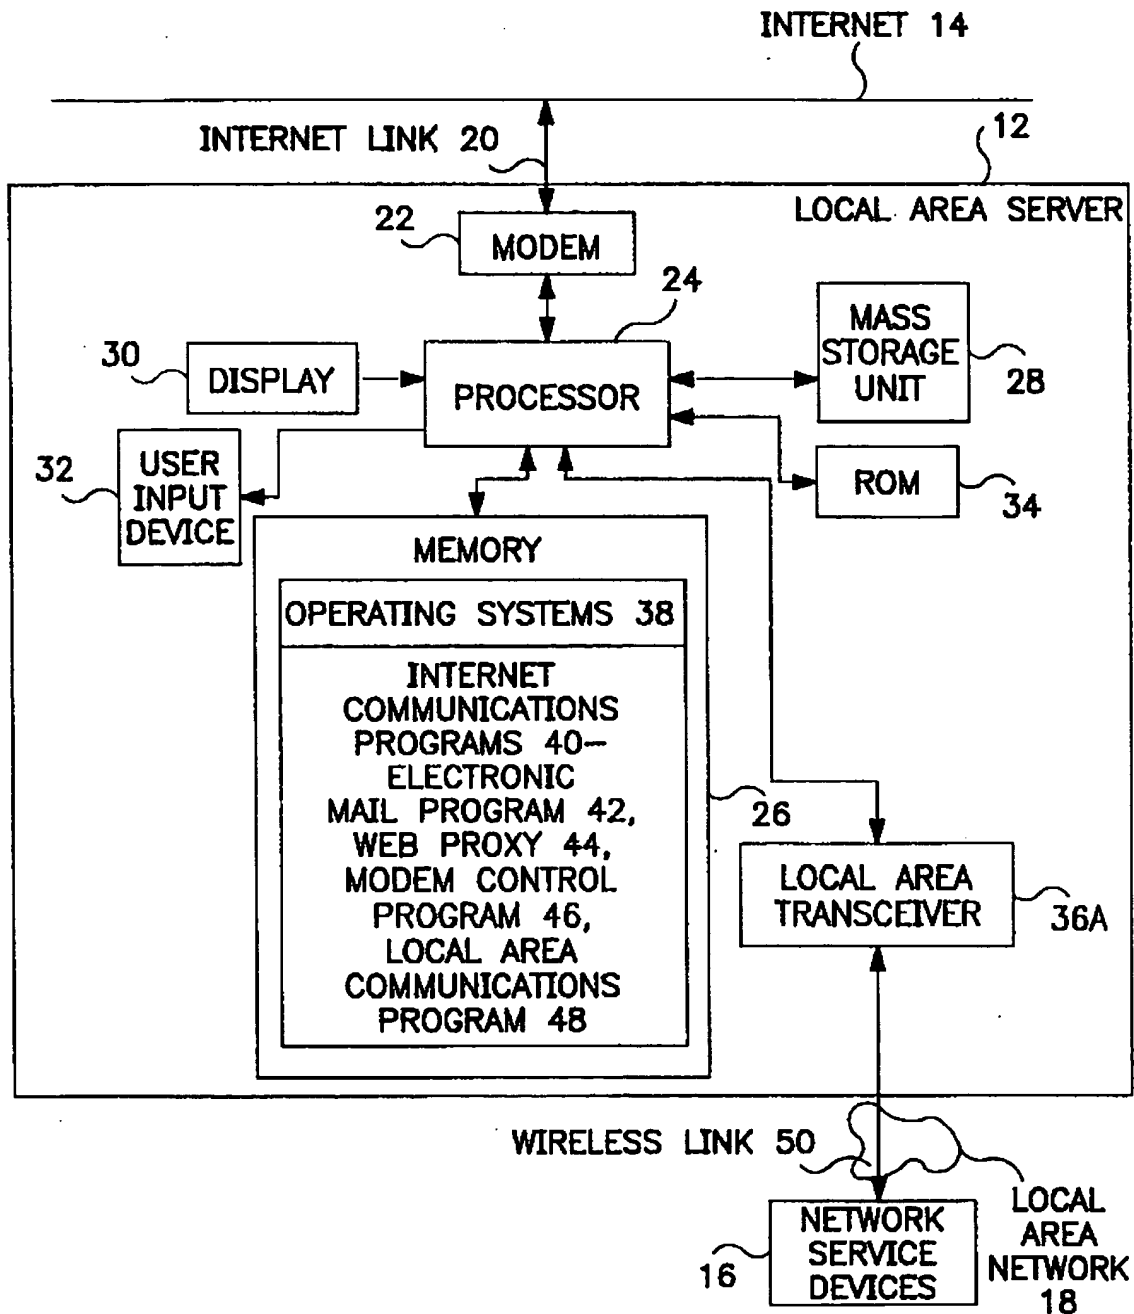 INTERNET 14
INTERNET LINK 20
12
LOCAL AREA SERVER
22
MODEM
24
MASS
STORAGE
UNIT
28
30
DISPLAY
PROCESSOR
32
USER
INPUT
DEVICE
ROM
34
MEMORY
OPERATING SYSTEMS 38
INTERNET
COMMUNICATIONS
PROGRAMS 40-
ELECTRONIC
MAIL PROGRAM 42,
WEB PROXY 44,
MODEM CONTROL
PROGRAM 46,
LOCAL AREA
COMMUNICATIONS
PROGRAM 48
26
LOCAL AREA
TRANSCEIVER
36A
WIRELESS LINK 50
NETWORK
SERVICE
DEVICES
16
LOCAL
AREA
NETWORK
18